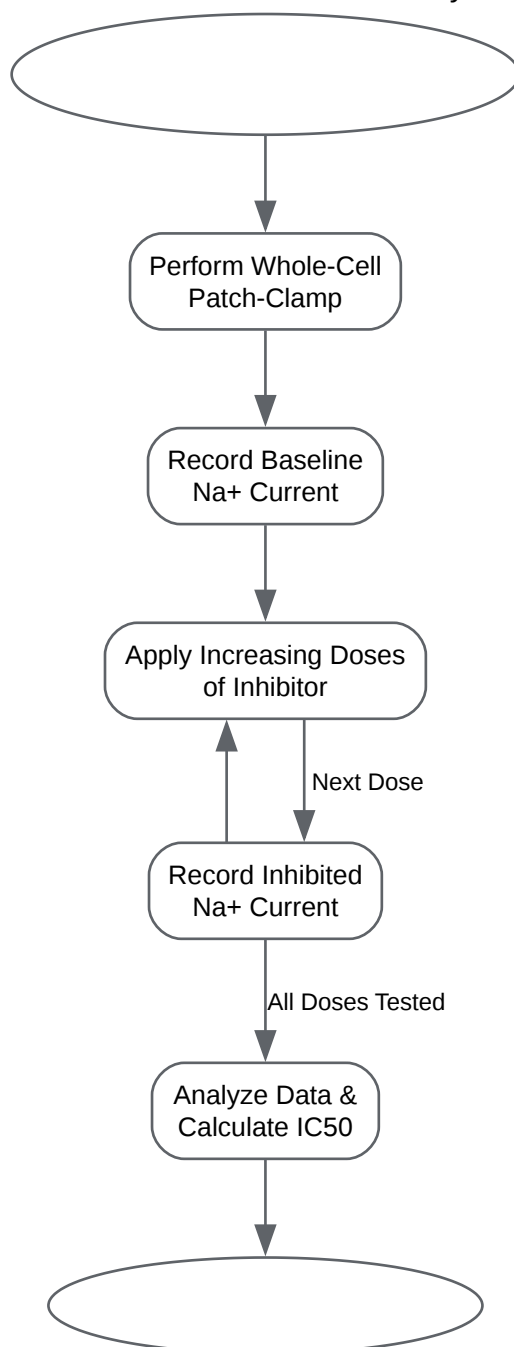 Perform Whole-Cell
Patch-Clamp
Record Baseline
Na+ Current
Apply Increasing Doses
of Inhibitor
Next Dose
Record Inhibited
Na+ Current
All Doses Tested
Analyze Data &
Calculate IC50